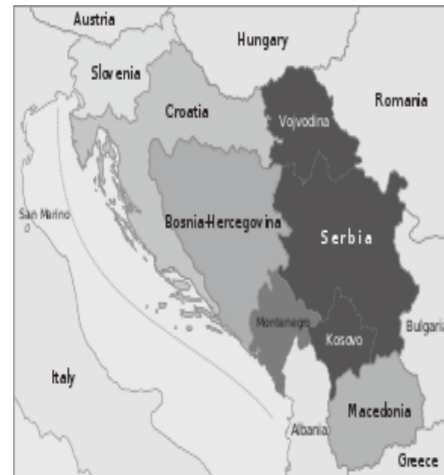 Austria
Hungary
Slovenia
Romania
Croatia
Vojvodina
San Marino
Bosnia-Hercegovina
Serbia
Montenegro
Bulgaria
Kosovo
Italy
Macedonia
Albania
Greece